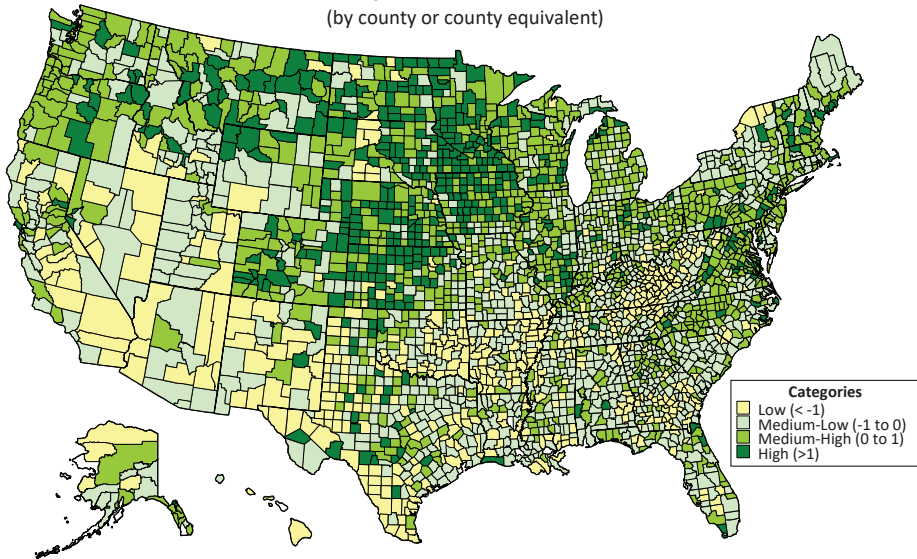 (by county or county equivalent)
Categories
Low (< -1)
Medium-Low (-1 to 0)
Medium-High (0 to 1)
High (>1)